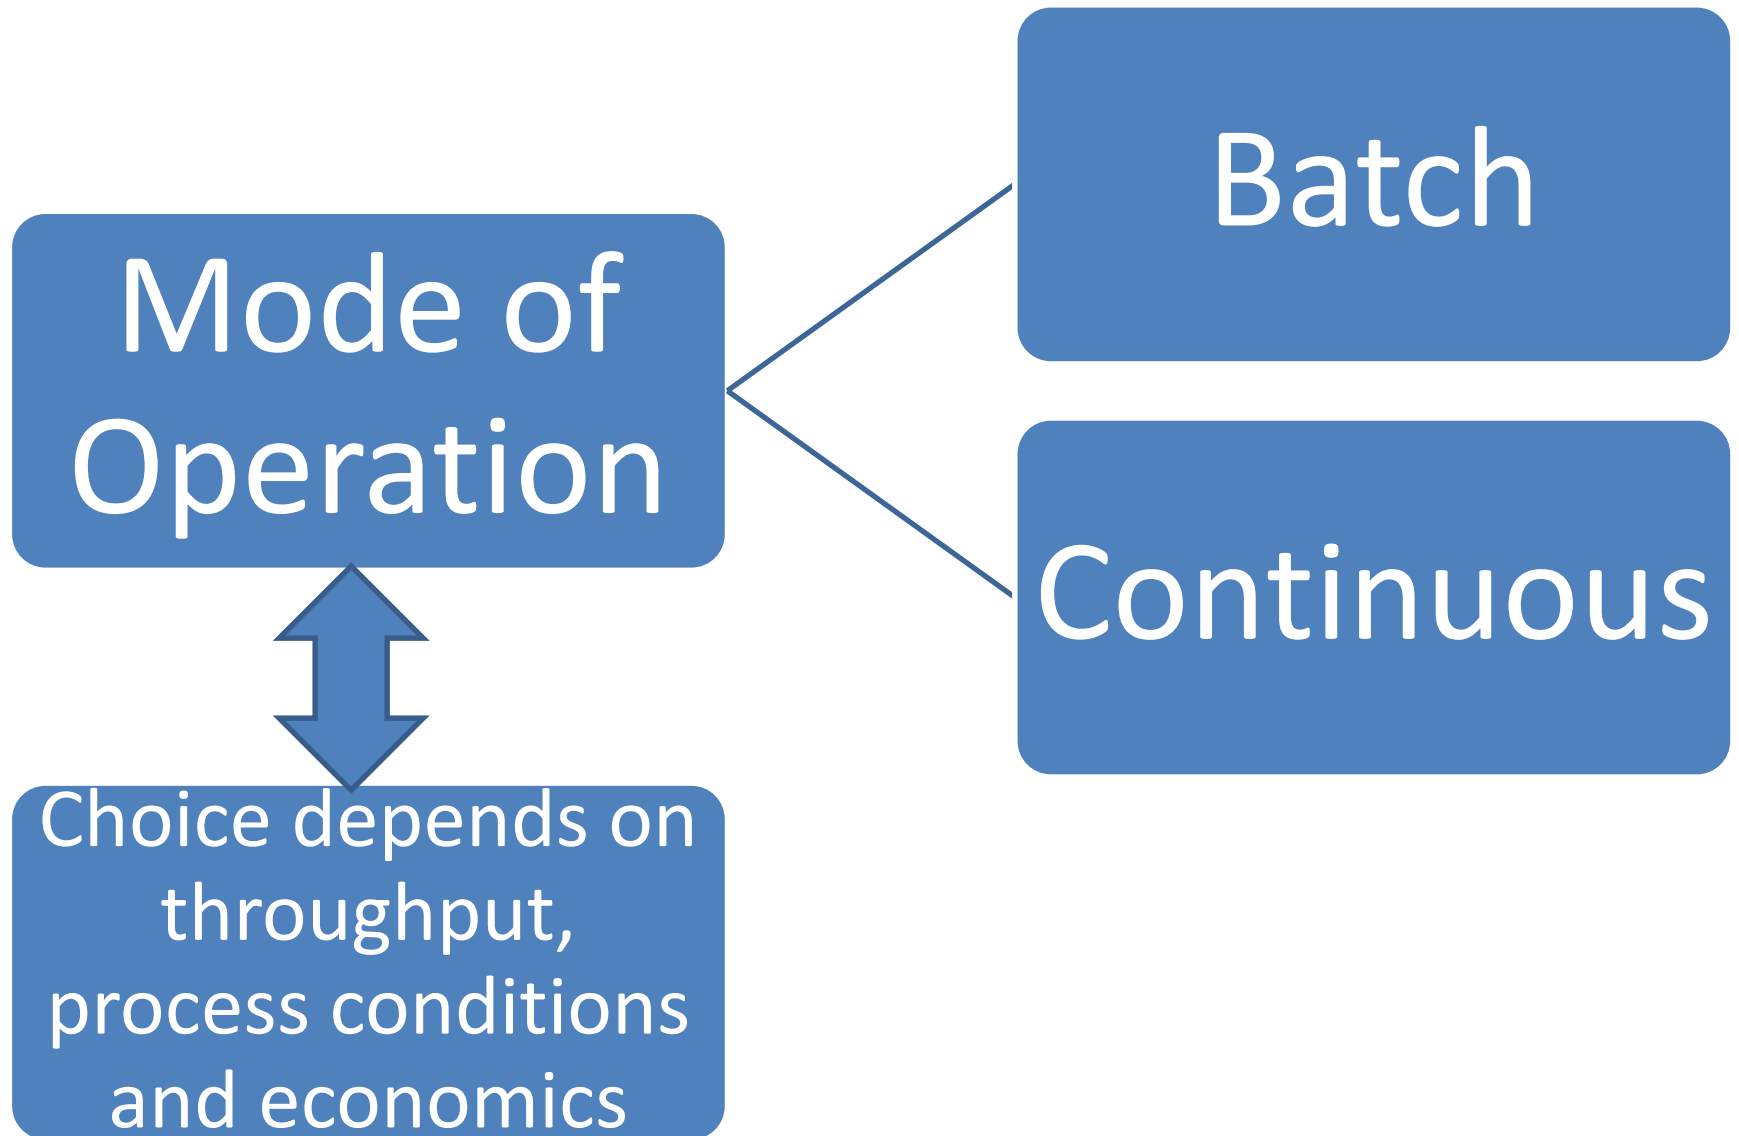 Mode of
Operation
Batch
Continuous
Choice depends on
throughput,
process conditions
and economics